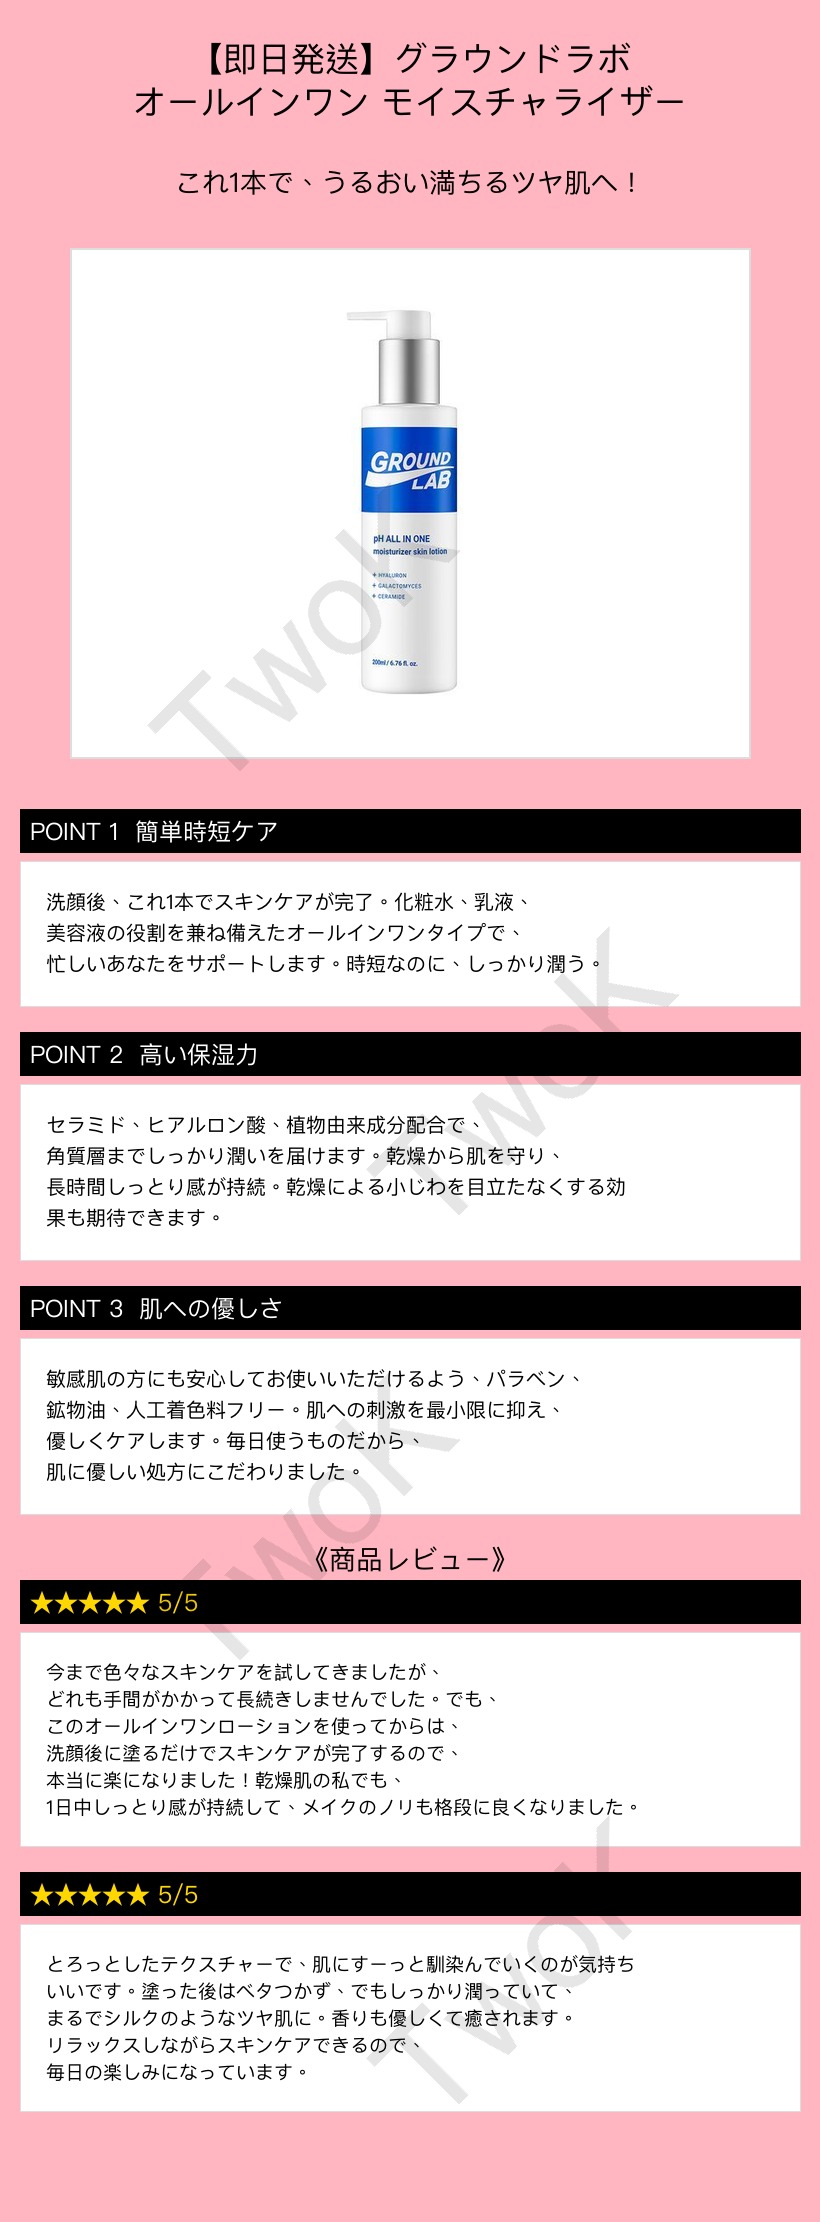 【即日発送】グラウンドラボ
オールインワン モイスチャライザー
これ1本で、うるおい満ちるツヤ肌へ！
GROUND
LAB
pH ALL IN ONE
moisturizer skin lotion
+ HYALURON
+ GALACTOMYCES
+ CERAMIDE
200ml / 6.76 fl. oz.
TwoK
POINT 1 簡単時短ケア
洗顔後、これ1本でスキンケアが完了。化粧水、乳液、
美容液の役割を兼ね備えたオールインワンタイプで、
忙しいあなたをサポートします。時短なのに、しっかり潤う。
TwoK
POINT 2 高い保湿力
セラミド、ヒアルロン酸、植物由来成分配合で、
角質層までしっかり潤いを届けます。乾燥から肌を守り、
長時間しっとり感が持続。乾燥による小じわを目立たなくする効
果も期待できます。
POINT 3 肌への優しさ
敏感肌の方にも安心してお使いいただけるよう、パラベン、
鉱物油、人工着色料フリー。肌への刺激を最小限に抑え、
優しくケアします。毎日使うものだから、
肌に優しい処方にこだわりました。
TwoK
《商品レビュー》
★★★★★ 5/5
今まで色々なスキンケアを試してきましたが、
どれも手間がかかって長続きしませんでした。でも、
このオールインワンローションを使ってからは、
洗顔後に塗るだけでスキンケアが完了するので、
本当に楽になりました！乾燥肌の私でも、
1日中しっとり感が持続して、メイクのノリも格段に良くなりました。
★★★★★ 5/5
とろっとしたテクスチャーで、肌にすーっと馴染んでいくのが気持ち
いいです。塗った後はベタつかず、でもしっかり潤っていて、
まるでシルクのようなツヤ肌に。香りも優しくて癒されます。
リラックスしながらスキンケアできるので、
毎日の楽しみになっています。
TwoK